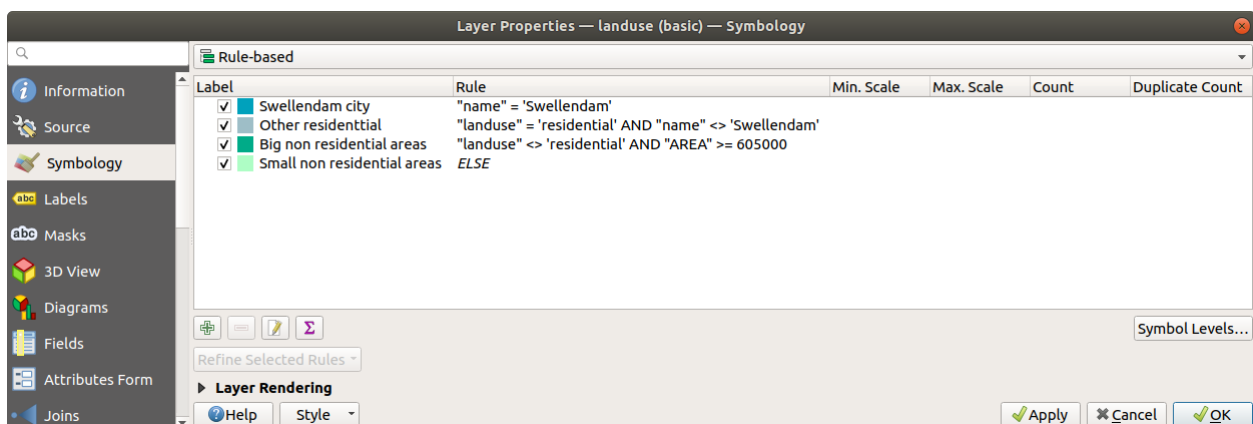 Layer Properties — landuse (basic) — Symbology
Rule-based
Information
Source
Symbology
abc Labels
abc Masks
3D View
Diagrams
Fields
Attributes Form
Joins
Label Rule Min. Scale Max. Scale Count Duplicate Count
Swellendam city "name" = 'Swellendam'
Other residenttial "landuse" = 'residential' AND "name" <> 'Swellendam'
Big non residential areas "landuse" <> 'residential' AND "AREA" >= 605000
Small non residential areas ELSE
Σ
Symbol Levels...
Refine Selected Rules
Layer Rendering
Help Style Apply Cancel OK